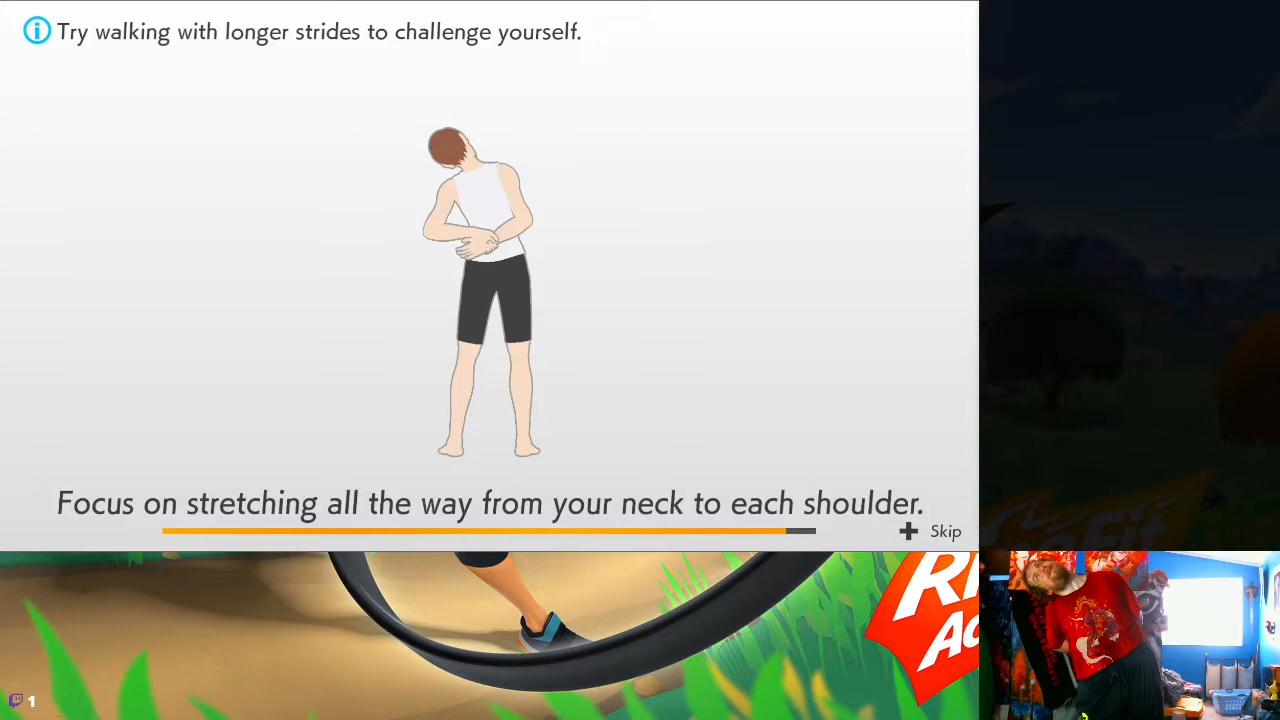 Try walking with longer strides to challenge yourself.
Focus on stretching all the way from your neck to each shoulder.
Skip
1